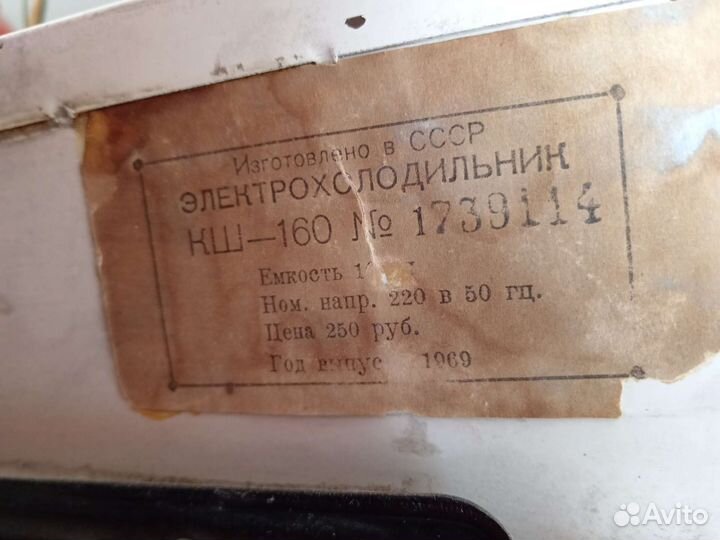 Изготовлено в СССР
ЭЛЕКТРОХОЛОДИЛЬНИК
КШ—160 № 1739114
Емкость
Ном. напр. 220 в 50 гц.
Цена 250 руб.
Год выпус 1969
Avito